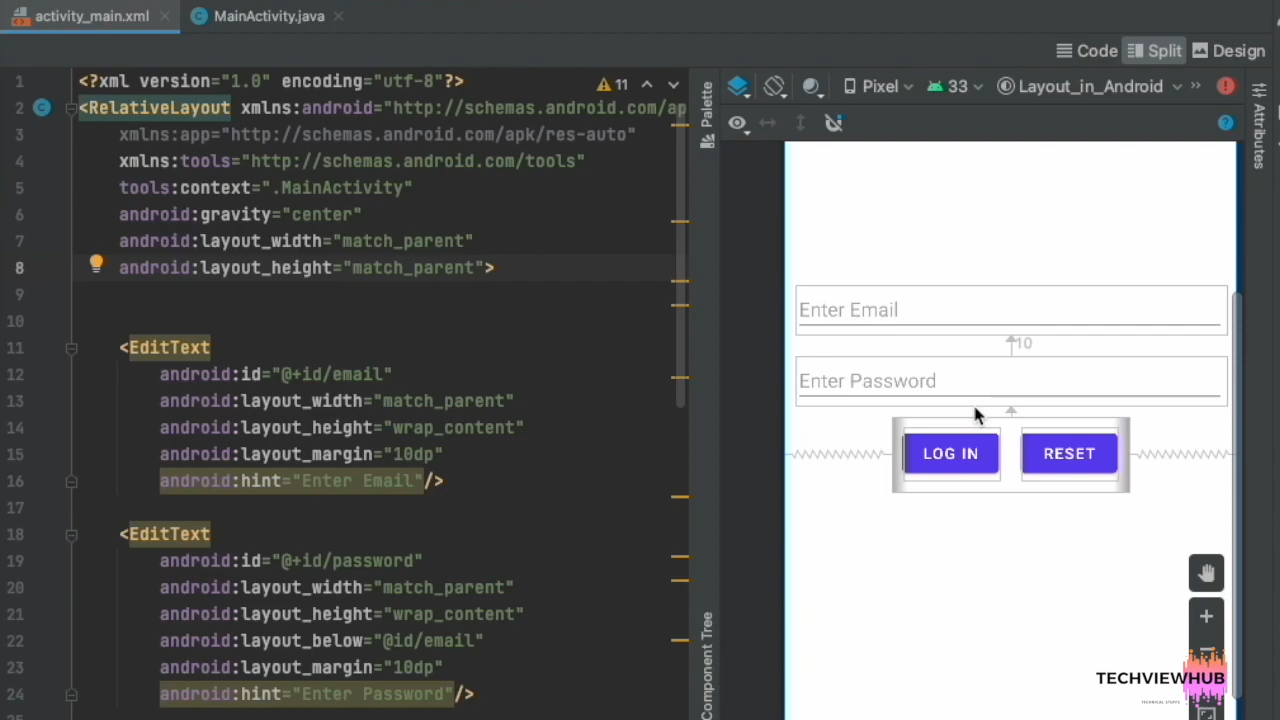 activity_main.xml
MainActivity.java
Code
Split
Design
1 <?xml version="1.0" encoding="utf-8"?>
11
2 <RelativeLayout xmlns:android="http://schemas.android.com/ap
3 xmlns:app="http://schemas.android.com/apk/res-auto"
4 xmlns:tools="http://schemas.android.com/tools"
5 tools:context=".MainActivity"
6 android:gravity="center"
7 android:layout_width="match_parent"
8 android:layout_height="match_parent">
9
10
11 <EditText
12 android:id="@+id/email"
13 android:layout_width="match_parent"
14 android:layout_height="wrap_content"
15 android:layout_margin="10dp"
16 android:hint="Enter Email"/>
17
18 <EditText
19 android:id="@+id/password"
20 android:layout_width="match_parent"
21 android:layout_height="wrap_content"
22 android:layout_below="@id/email"
23 android:layout_margin="10dp"
24 android:hint="Enter Password"/>
Palette
Component Tree
Pixel
33
Layout_in_Android
Attributes
Enter Email
10
Enter Password
LOG IN
RESET
TECHVIEWHUB
TECHNICAL STUFFS